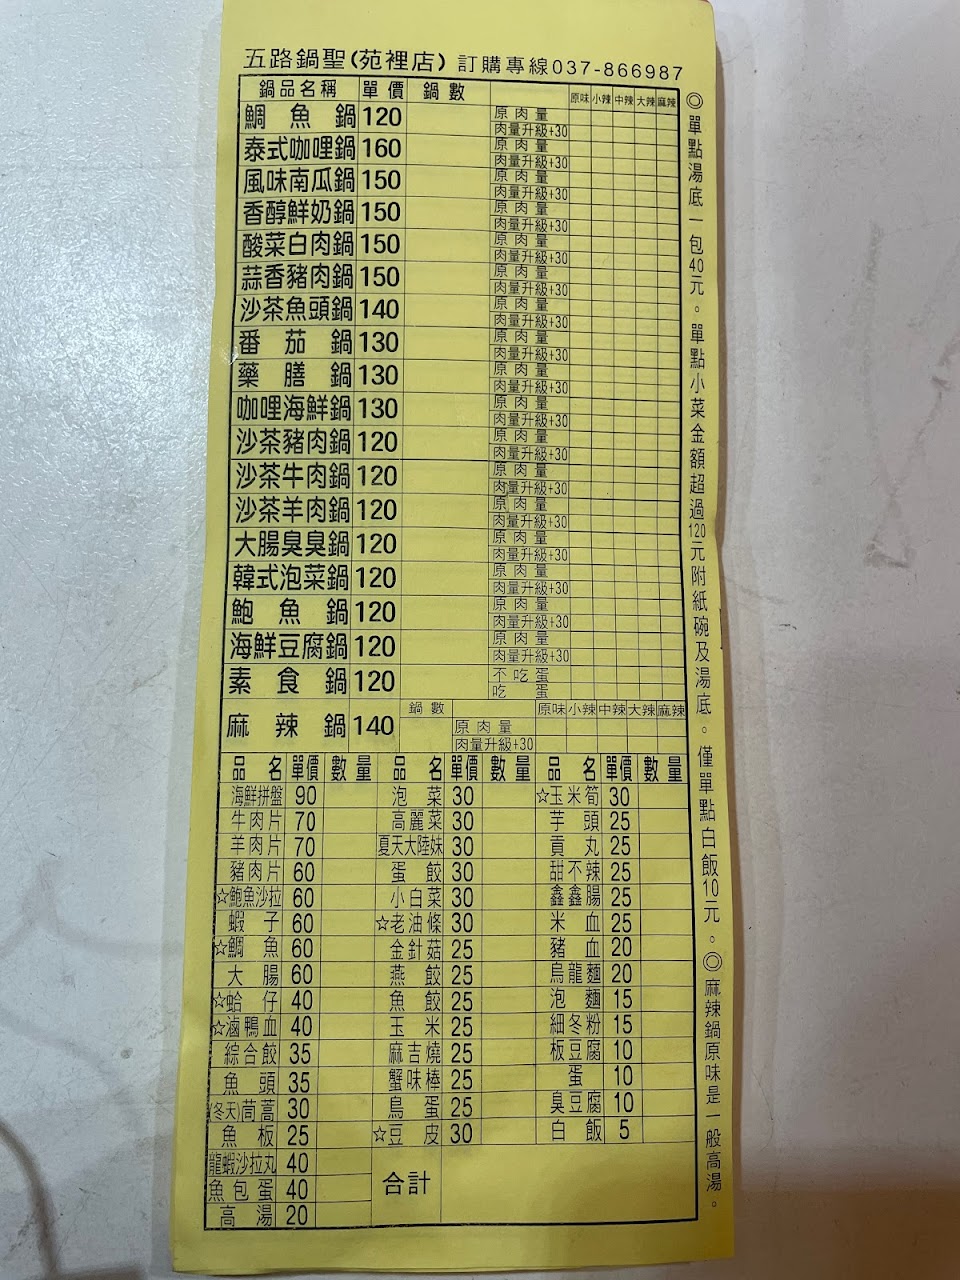 五路鍋聖(苑裡店) 訂購專線037-866987
鍋品名稱 單價 鍋數 原味 小辣 中辣 大辣 麻辣
鯛魚鍋 120 原肉量
肉量升級+30
泰式咖哩鍋 160 原肉量
肉量升級+30
風味南瓜鍋 150 原肉量
肉量升級+30
香醇鮮奶鍋 150 原肉量
肉量升級+30
酸菜白肉鍋 150 原肉量
肉量升級+30
蒜香豬肉鍋 150 原肉量
肉量升級+30
沙茶魚頭鍋 140 原肉量
肉量升級+30
番茄鍋 130 原肉量
肉量升級+30
藥膳鍋 130 原肉量
肉量升級+30
咖哩海鮮鍋 130 原肉量
肉量升級+30
沙茶豬肉鍋 120 原肉量
肉量升級+30
沙茶牛肉鍋 120 原肉量
肉量升級+30
沙茶羊肉鍋 120 原肉量
肉量升級+30
大腸臭臭鍋 120 原肉量
肉量升級+30
韓式泡菜鍋 120 原肉量
肉量升級+30
鮑魚鍋 120 原肉量
肉量升級+30
海鮮豆腐鍋 120 原肉量
肉量升級+30
素食鍋 120 不吃蛋
吃蛋
鍋數 原味 小辣 中辣 大辣 麻辣
麻辣鍋 140 原肉量
肉量升級+30
品名 單價 數量 品名 單價 數量 品名 單價 數量
海鮮拼盤 90 泡菜 30 ☆玉米筍 30
牛肉片 70 高麗菜 30 芋頭 25
羊肉片 70 夏天大陸妹 30 貢丸 25
豬肉片 60 蛋餃 30 甜不辣 25
☆鮑魚沙拉 60 小白菜 30 鑫鑫腸 25
蝦子 60 ☆老油條 30 米血 25
☆鯛魚 60 金針菇 25 豬血 20
大腸 60 燕餃 25 烏龍麵 20
☆蛤仔 40 魚餃 25 泡麵 15
☆滷鴨血 40 玉米 25 細冬粉 15
綜合餃 35 麻吉燒 25 板豆腐 10
魚頭 35 蟹味棒 25 蛋 10
(冬天)茼蒿 30 鳥蛋 25 臭豆腐 10
魚板 25 ☆豆皮 30 白飯 5
龍蝦沙拉丸 40 合計
魚包蛋 40
高湯 20
◎單點湯底一包40元。單點小菜金額超過120元附紙碗及湯底。僅單點白飯10元。◎麻辣鍋原味是一般高湯。